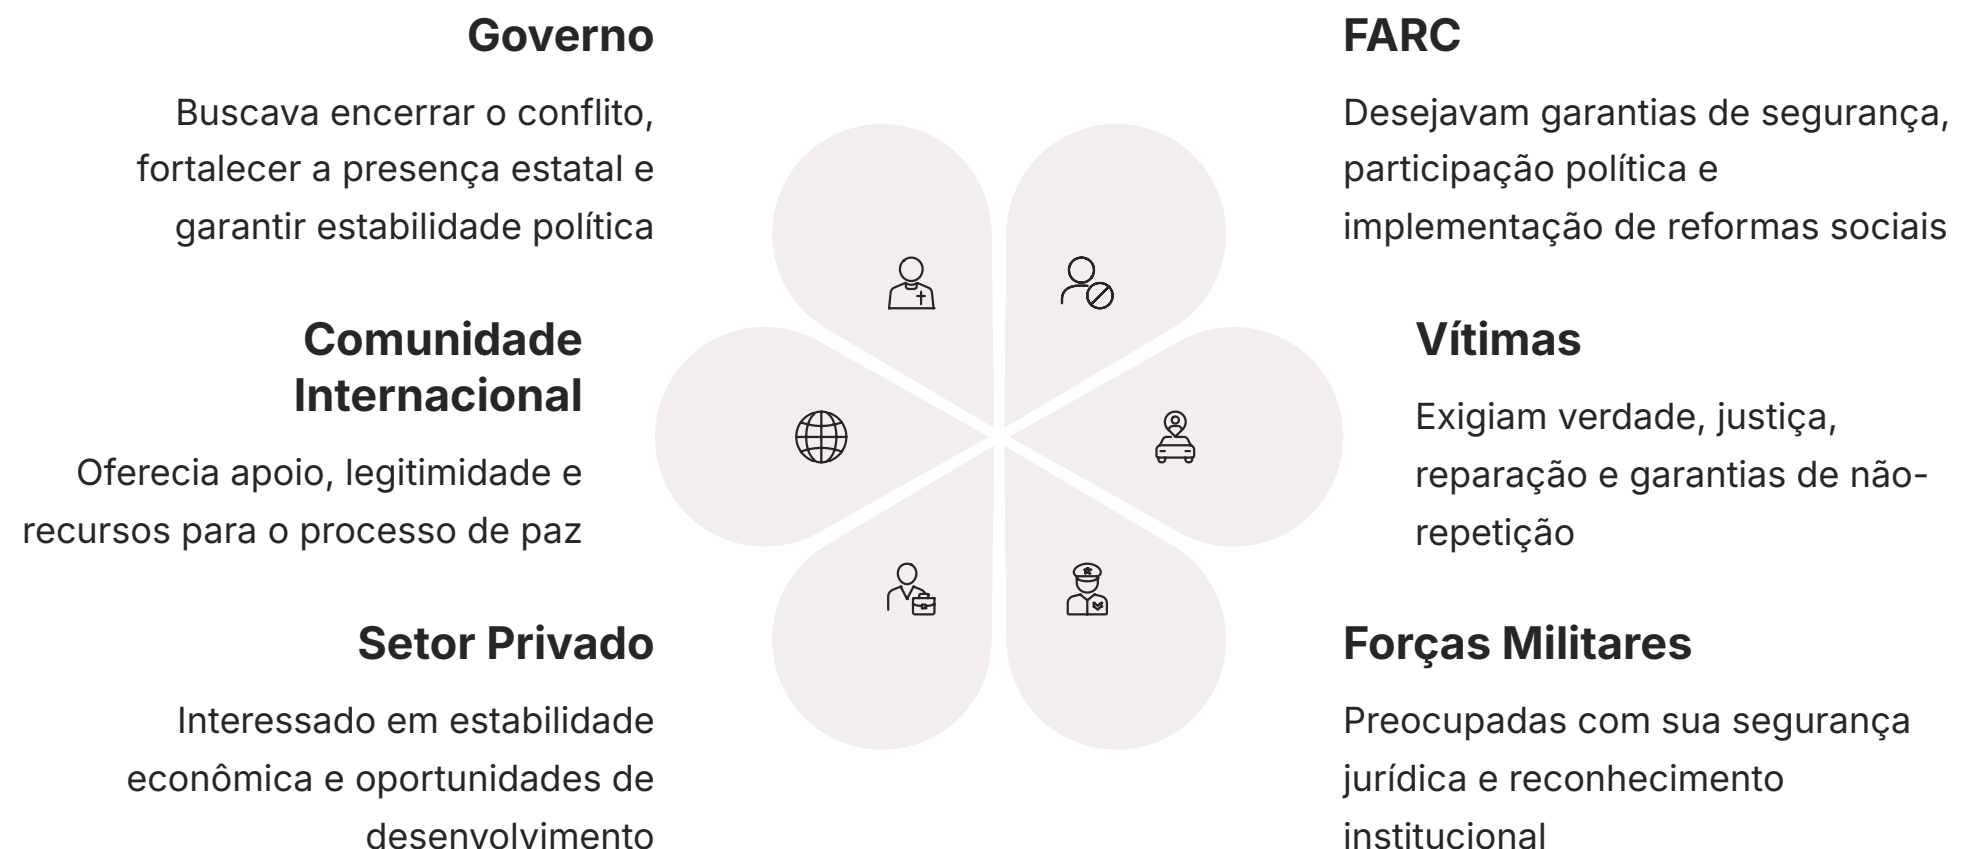 Governo
Buscava encerrar o conflito,
fortalecer a presença estatal e
garantir estabilidade política
FARC
Desejavam garantias de segurança,
participação política e
implementação de reformas sociais
Comunidade
Internacional
Oferecia apoio, legitimidade e
recursos para o processo de paz
Vítimas
Exigiam verdade, justiça,
reparação e garantias de não-
repetição
Setor Privado
Interessado em estabilidade
econômica e oportunidades de
desenvolvimento
Forças Militares
Preocupadas com sua segurança
jurídica e reconhecimento
institucional